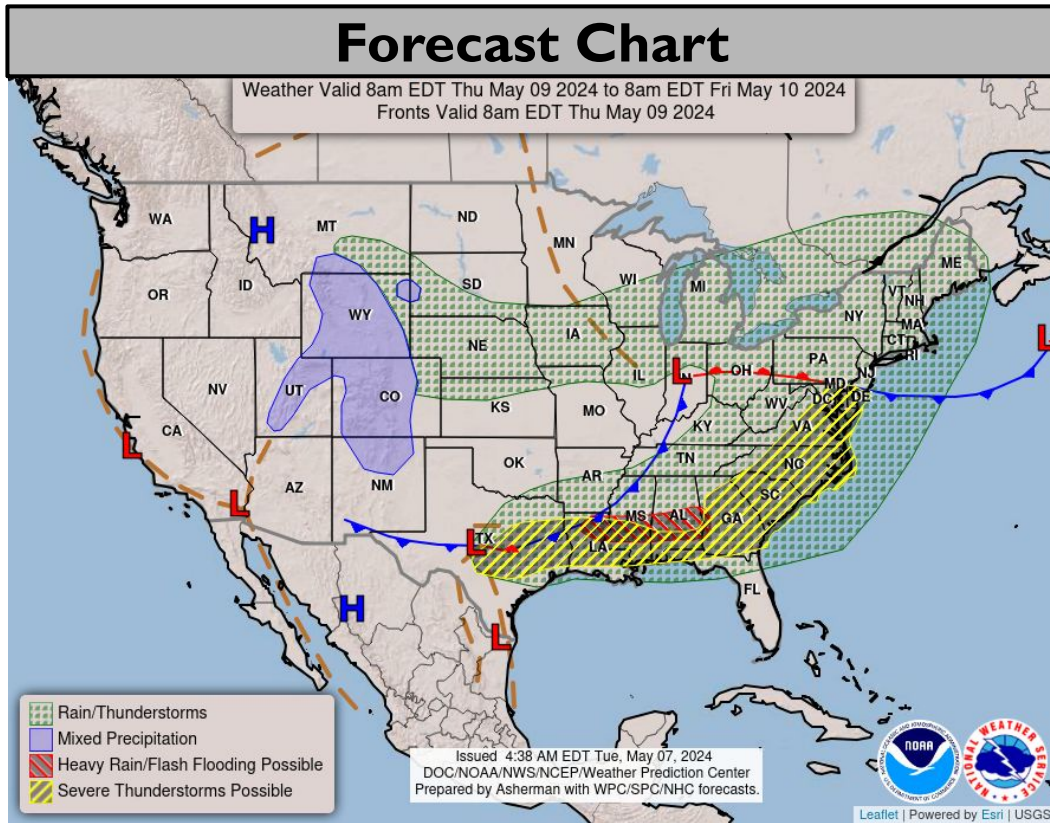 Forecast Chart
Weather Valid 8am EDT Thu May 09 2024 to 8am EDT Fri May 10 2024
Fronts Valid 8am EDT Thu May 09 2024
WA
MT
ND
MN
H
ME
OR
ID
SD
WI
MI
VT
NH
WY
NY
MA
CT
RI
L
IA
NE
PA
NJ
NV
UT
CO
IL
L
OH
MD
DE
DC
KS
MO
WV
VA
KY
CA
L
OK
TN
NC
AZ
NM
AR
SC
L
MS
AL
GA
L
TX
LA
FL
H
L
Rain/Thunderstorms
Mixed Precipitation
Heavy Rain/Flash Flooding Possible
Severe Thunderstorms Possible
Issued 4:38 AM EDT Tue, May 07, 2024
DOC/NOAA/NWS/NCEP/Weather Prediction Center
Prepared by Asherman with WPC/SPC/NHC forecasts.
NOAA
NATIONAL WEATHER SERVICE
Leaflet | Powered by Esri | USGS